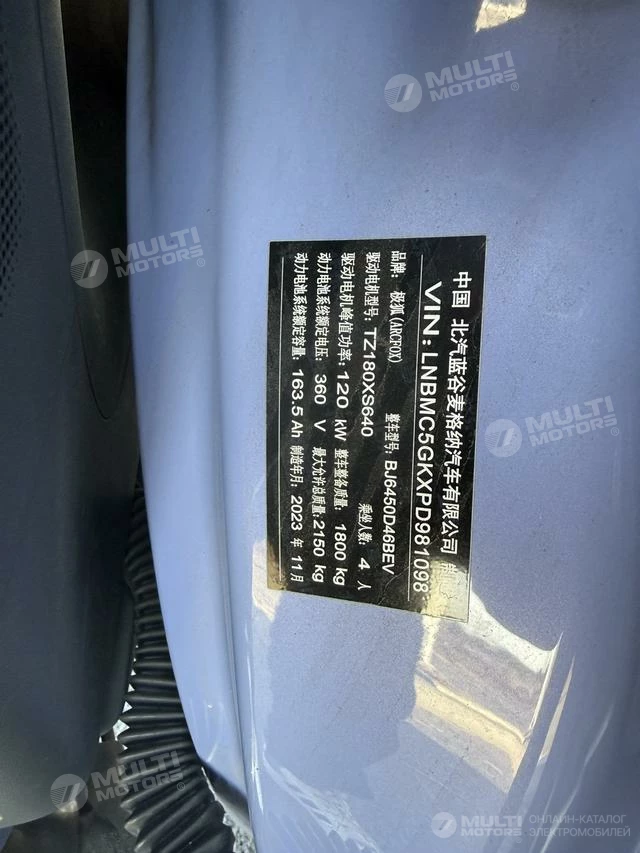 中国 北汽蓝谷麦格纳汽车有限公司 制
VIN: LNBMC5GKXPD981098
品牌: 极狐(ARCFOX) 整车型号: BJ6450D46BEV
驱动电机型号: TZ180XS640 乘坐人数: 4 人
驱动电机峰值功率: 120 kW 整车整备质量: 1800 kg
动力电池系统额定电压: 360 V 最大允许总质量: 2150 kg
动力电池系统额定容量: 163.5 Ah 制造年月: 2023 年 11 月
MULTI
MOTORS®
MULTI
MOTORS®
MULTI
MOTORS®
MULTI
MOTORS®
MULTI
MOTORS®
ОНЛАЙН-КАТАЛОГ
ЭЛЕКТРОМОБИЛЕЙ